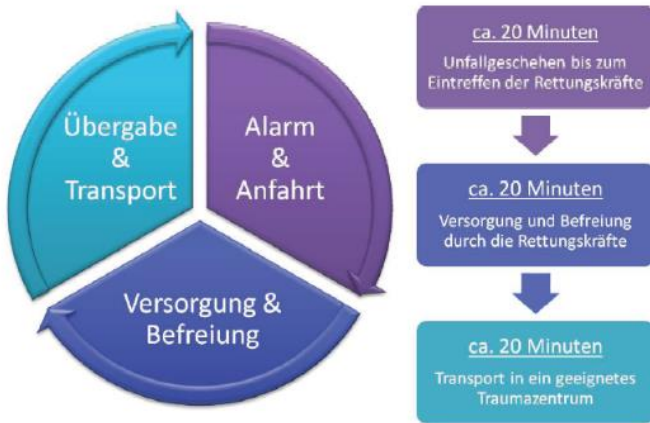 Übergabe
&
Transport
Alarm
&
Anfahrt
Versorgung &
Befreiung
ca. 20 Minuten
Unfallgeschehen bis zum
Eintreffen der Rettungskräfte
ca. 20 Minuten
Versorgung und Befreiung
durch die Rettungskräfte
ca. 20 Minuten
Transport in ein geeignetes
Traumazentrum